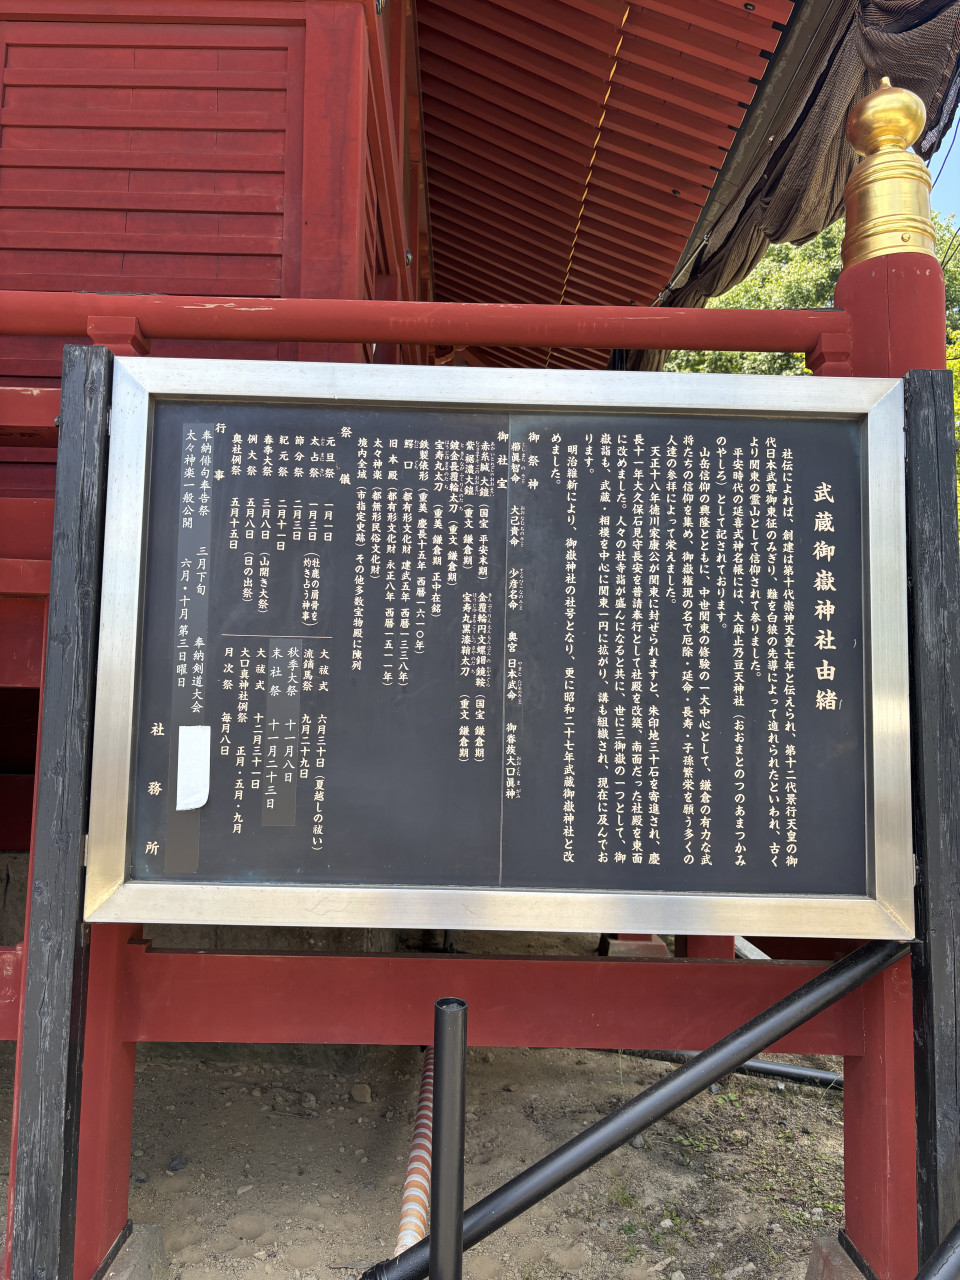 武蔵御嶽神社由緒
社伝によれば、創建は第十代崇神天皇七年と伝えられ、第十二代景行天皇の御
代日本武尊御東征のみぎり、難を白狼の先導によって遁れられたといわれ、古く
より関東の霊山として信仰されて参りました。
平安時代の延喜式神名帳には、大麻止乃豆天神社(おおまとのつのあまつかみ
のやしろ)として記されております。
山岳信仰の興隆とともに、中世関東の修験の一大中心として、鎌倉の有力な武
将たちの信仰を集め、御嶽権現の名で厄除・延命・長寿・子孫繁栄を願う多くの
人達の参拝によって栄えました。
天正十八年徳川家康公が関東に封ぜられますと、朱印地三十石を寄進され、慶
長十一年大久保石見守長安を普請奉行として社殿を改築、南面だった社殿を東面
に改めました。人々の社寺詣が盛んになると共に、世に三御嶽の一つとして、御
嶽詣も、武蔵・相模を中心に関東一円に拡がり、講も組織され、現在に及んでお
ります。
明治維新により、御嶽神社の社号となり、更に昭和二十七年武蔵御嶽神社と改
めました。
御祭神
櫛眞智命 大己貴命 少彦名命 奥宮 日本武命 御眷族大口眞神
御社宝
赤糸縅大鎧(国宝 平安末期) 金覆輪円文螺鈿鏡鞍(国宝 鎌倉期)
紫裾濃大鎧(重文 鎌倉期) 宝寿丸黒漆鞘太刀(重文 鎌倉期)
鍍金長覆輪太刀(重文 鎌倉期)
宝寿丸太刀(重美 鎌倉期 正中在銘)
鉄製俵形(重美 慶長十五年 西暦一六一〇年)
鰐口(都有形文化財 建武五年 西暦一三三八年)
旧本殿(都有形文化財 永正八年 西暦一五一一年)
太々神楽(都無形民俗文化財)
境内全域(市指定史跡)その他多数宝物殿に陳列
祭儀
元旦祭 一月一日
太占祭 一月三日(牡鹿の肩骨を灼き占う神事)
節分祭 二月三日
紀元祭 二月十一日
春季大祭 三月八日(山開き大祭)
例大祭 五月八日(日の出祭)
奥社例祭 五月十五日
大祓式 六月三十日(夏越しの祓い)
流鏑馬祭 九月二十九日
秋季大祭 十一月八日
末社祭 十一月二十三日
大祓式 十二月三十一日
大口真神社例祭 正月・五月・九月
月次祭 毎月八日
行事
奉納俳句奉告祭 三月下旬 奉納剣道大会
太々神楽一般公開 六月・十月 第三日曜日
社務所